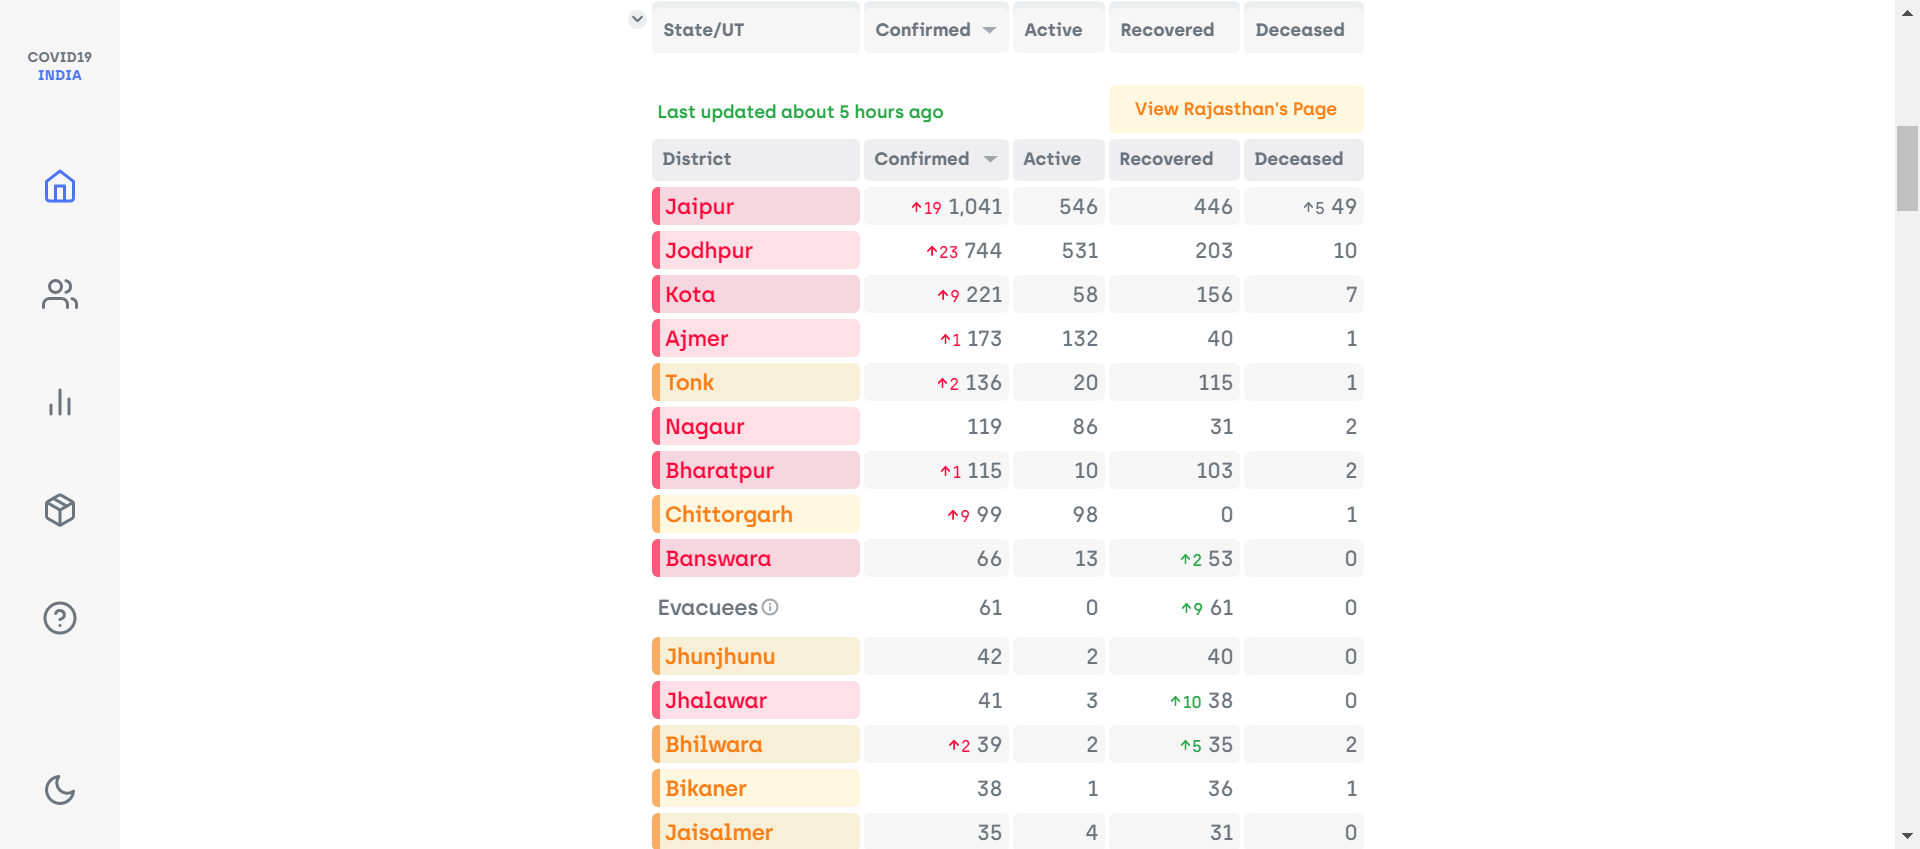 COVID19
INDIA
State/UT Confirmed Active Recovered Deceased
Last updated about 5 hours ago
View Rajasthan's Page
District Confirmed Active Recovered Deceased
Jaipur ↑19 1,041 546 446 ↑5 49
Jodhpur ↑23 744 531 203 10
Kota ↑9 221 58 156 7
Ajmer ↑1 173 132 40 1
Tonk ↑2 136 20 115 1
Nagaur 119 86 31 2
Bharatpur ↑1 115 10 103 2
Chittorgarh ↑9 99 98 0 1
Banswara 66 13 ↑2 53 0
Evacuees 61 0 ↑9 61 0
Jhunjhunu 42 2 40 0
Jhalawar 41 3 ↑10 38 0
Bhilwara ↑2 39 2 ↑5 35 2
Bikaner 38 1 36 1
Jaisalmer 35 4 31 0